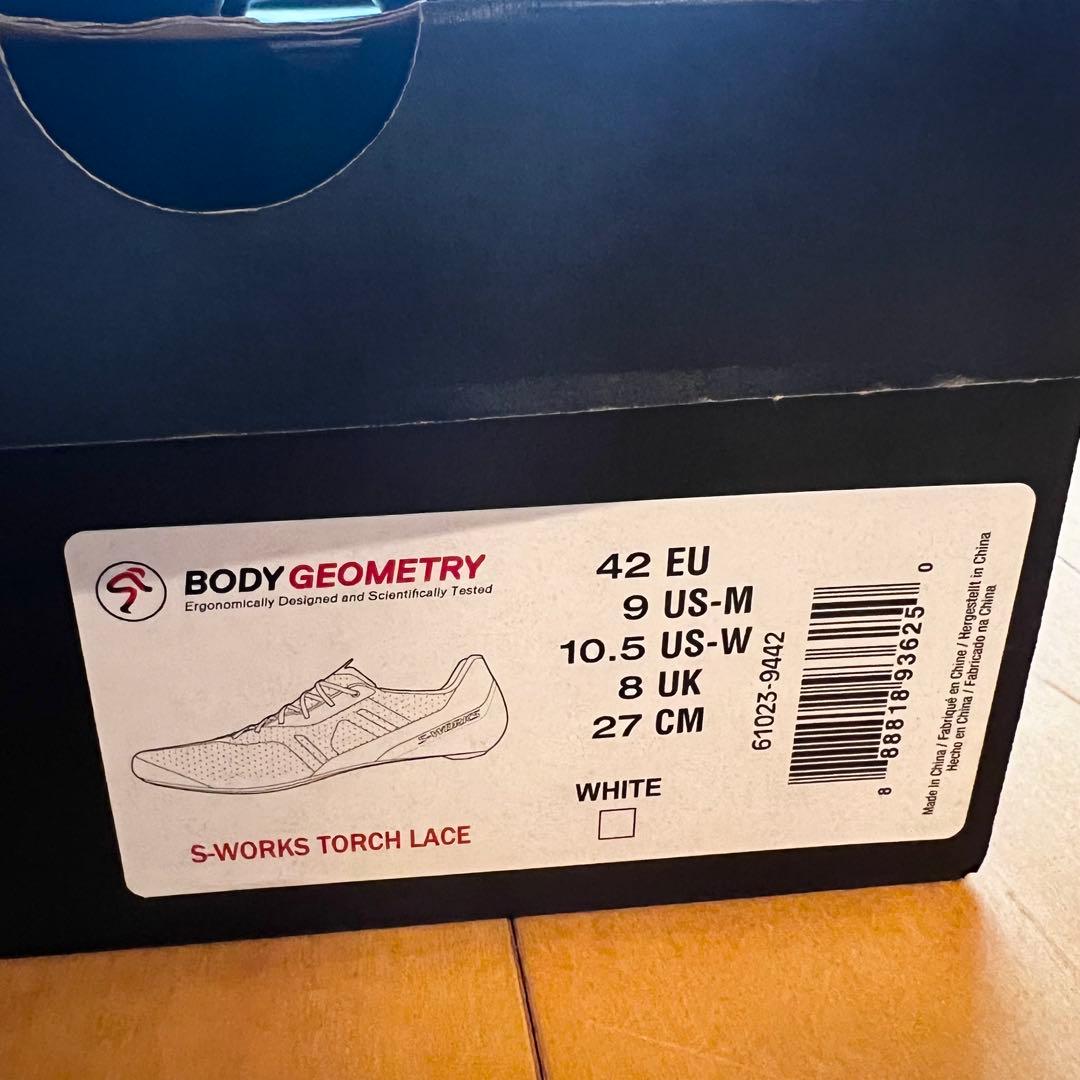 BODY GEOMETRY
Ergonomically Designed and Scientifically Tested
S-WORKS
S-WORKS TORCH LACE
42 EU
9 US-M
10.5 US-W
8 UK
27 CM
WHITE
61023-9442
8 88818 93625 0
Made in China / Fabriqué en Chine / Hergestellt in China
Hecho en China / Fabricado na China